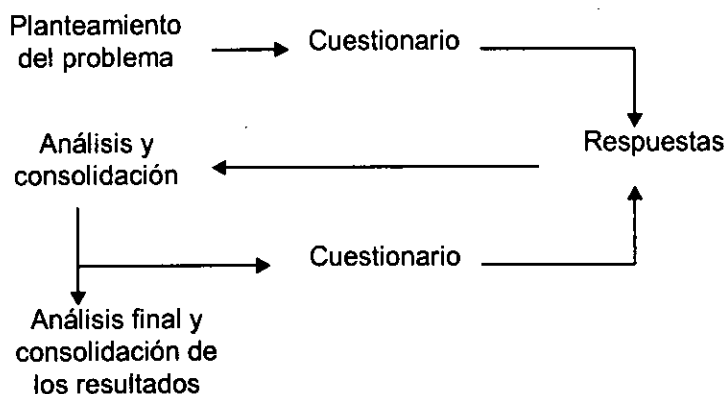 Planteamiento
del problema
Cuestionario
Respuestas
Análisis y
consolidación
Cuestionario
Análisis final y
consolidación de
los resultados